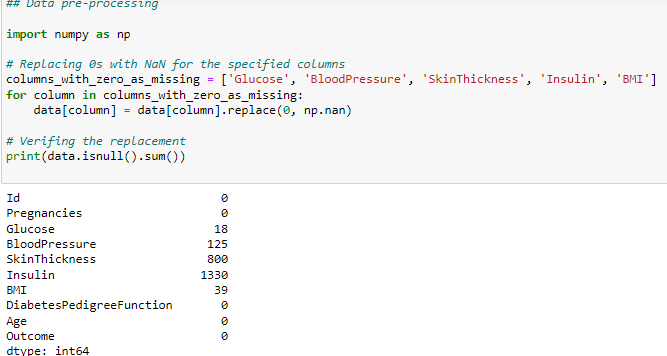 ## Data pre-processing
import numpy as np
# Replacing 0s with NaN for the specified columns
columns_with_zero_as_missing = ['Glucose', 'BloodPressure', 'SkinThickness', 'Insulin', 'BMI']
for column in columns_with_zero_as_missing:
    data[column] = data[column].replace(0, np.nan)
# Verifing the replacement
print(data.isnull().sum())
Id 0
Pregnancies 0
Glucose 18
BloodPressure 125
SkinThickness 800
Insulin 1330
BMI 39
DiabetesPedigreeFunction 0
Age 0
Outcome 0
dtype: int64